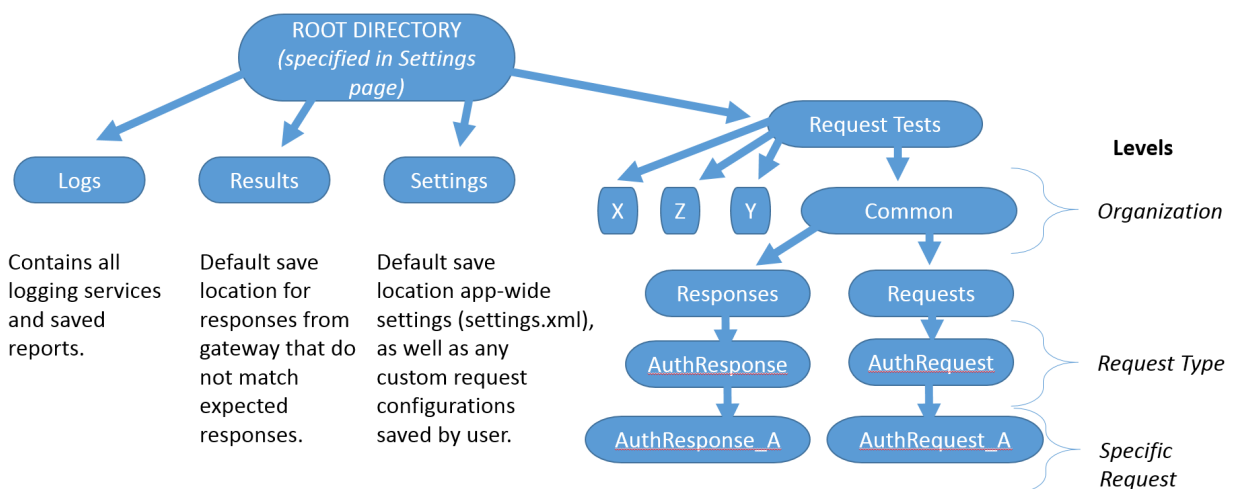 ROOT DIRECTORY
(specified in Settings
page)
Request Tests
Levels
Logs
Results
Settings
X
Z
Y
Common
Organization
Contains all
logging services
and saved
reports.
Default save
location for
responses from
gateway that do
not match
expected
responses.
Default save
location app-wide
settings (settings.xml),
as well as any
custom request
configurations
saved by user.
Responses
Requests
AuthResponse
AuthRequest
Request Type
AuthResponse_A
AuthRequest_A
Specific
Request